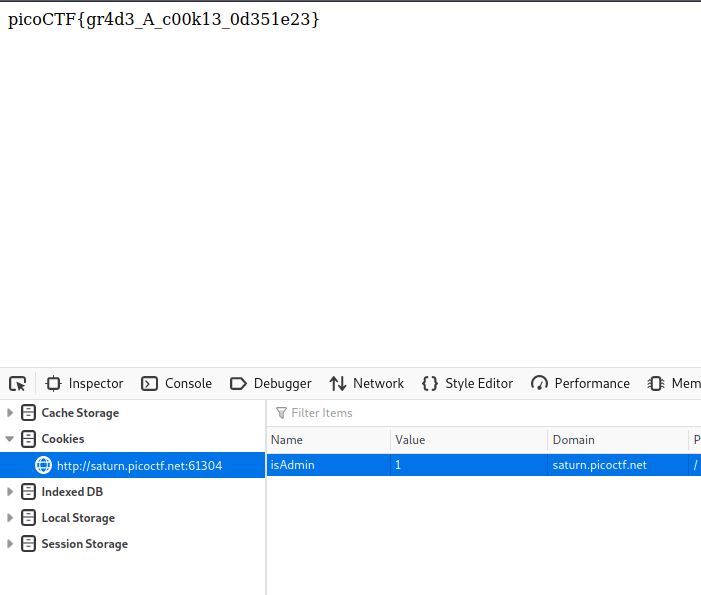 picoCTF{gr4d3_A_c00k13_0d351e23}
Inspector Console Debugger Network Style Editor Performance Mem
Cache Storage
Filter Items
Cookies
Name Value Domain P
http://saturn.picoctf.net:61304
isAdmin 1 saturn.picoctf.net /
Indexed DB
Local Storage
Session Storage